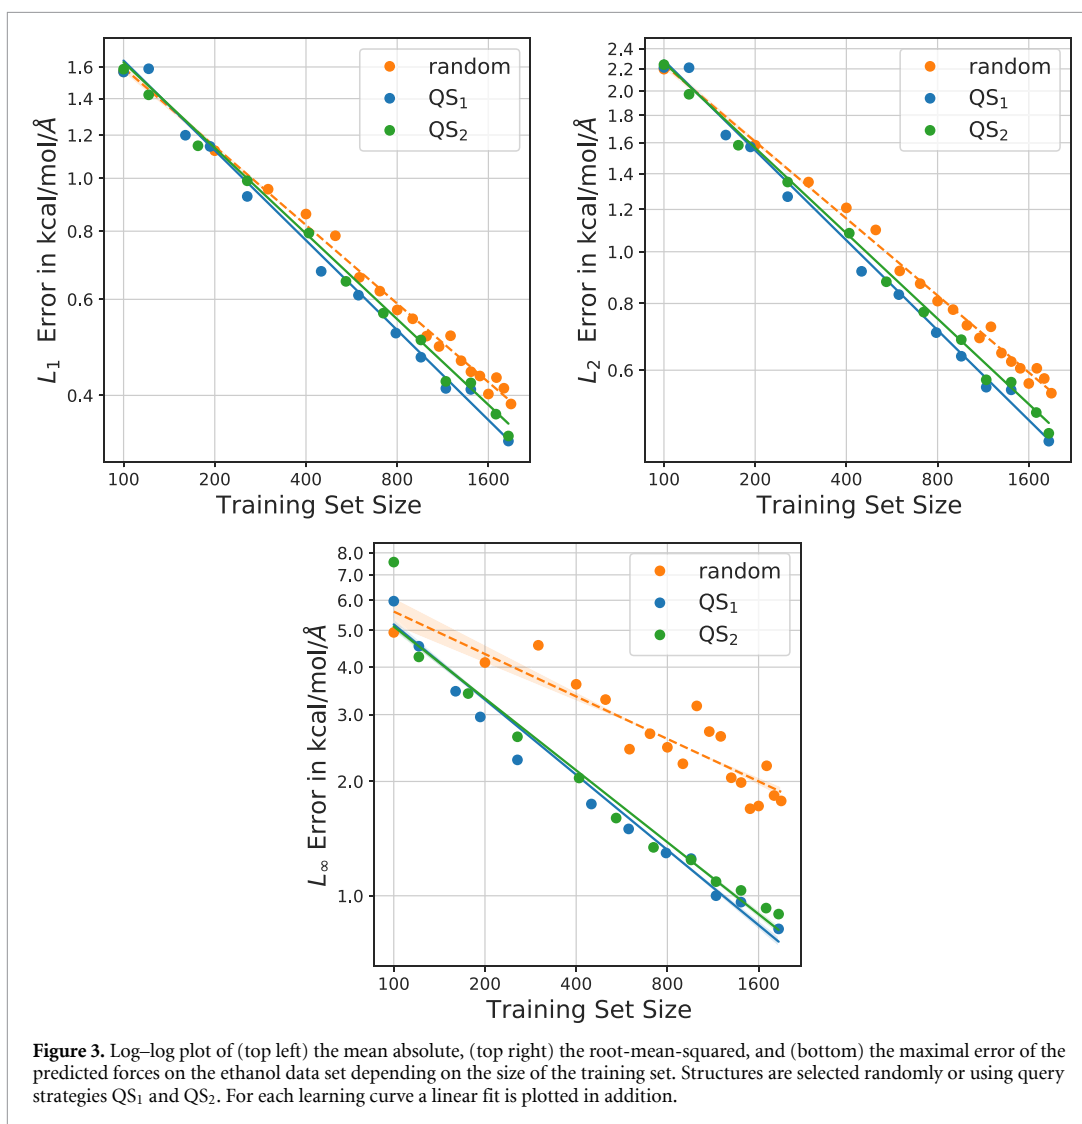 1.6
1.4
1.2
1.0
0.8
0.6
0.4
L1 Error in kcal/mol/Å
random
QS1
QS2
100 200 400 800 1600
Training Set Size
2.4
2.2
2.0
1.8
1.6
1.4
1.2
1.0
0.8
0.6
L2 Error in kcal/mol/Å
random
QS1
QS2
100 200 400 800 1600
Training Set Size
8.0
7.0
6.0
5.0
4.0
3.0
2.0
1.0
L∞ Error in kcal/mol/Å
random
QS1
QS2
100 200 400 800 1600
Training Set Size
Figure 3. Log–log plot of (top left) the mean absolute, (top right) the root-mean-squared, and (bottom) the maximal error of the
predicted forces on the ethanol data set depending on the size of the training set. Structures are selected randomly or using query
strategies QS1 and QS2. For each learning curve a linear fit is plotted in addition.